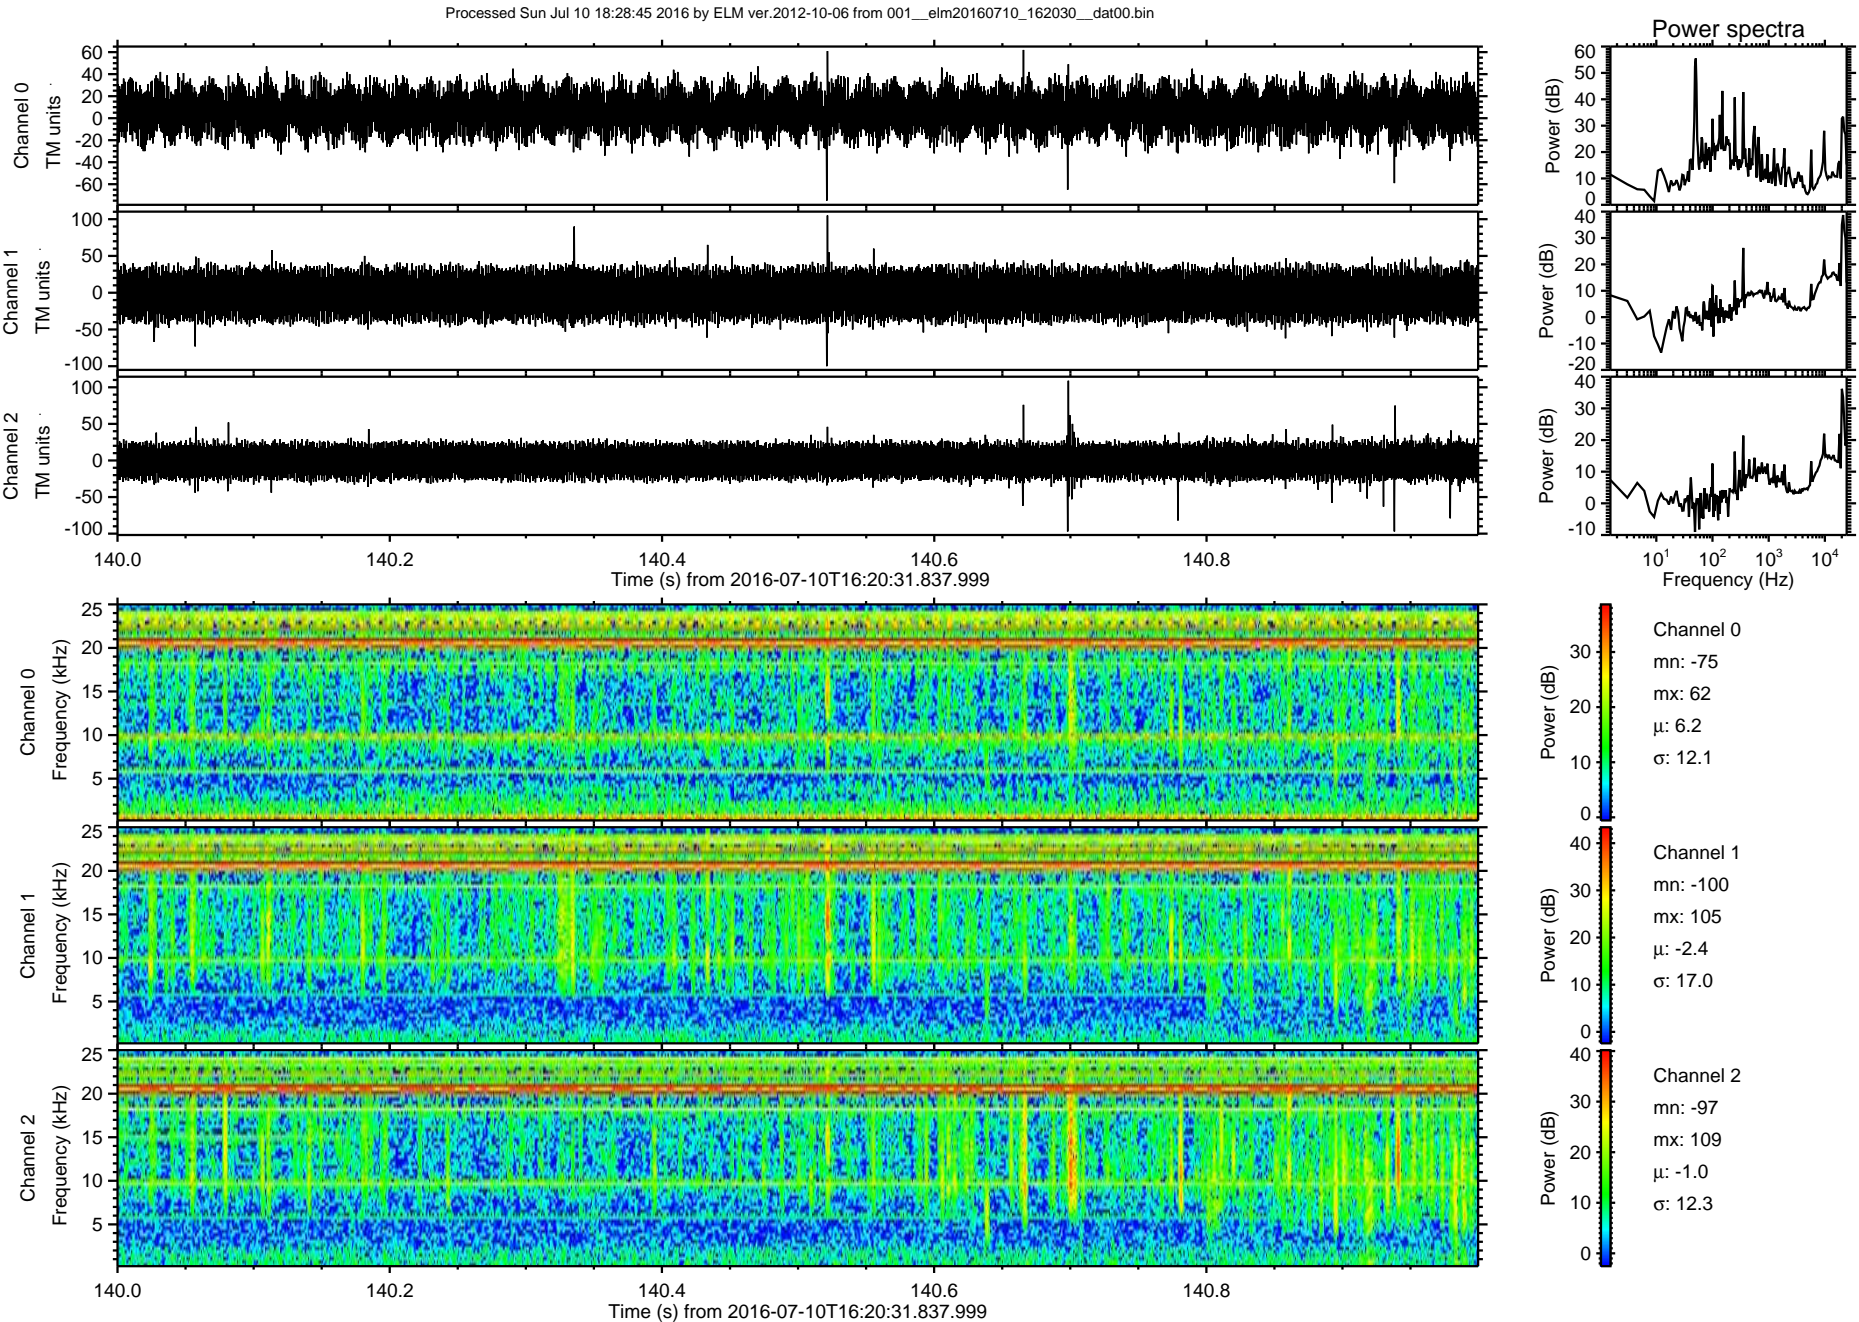 Processed Sun Jul 10 18:28:45 2016 by ELM ver.2012-10-06 from 001__elm20160710_162030__dat00.bin
Power spectra
Channel 0
TM units
60
40
20
0
-20
-40
-60
Power (dB)
60
50
40
30
20
10
0
Channel 1
TM units
100
50
0
-50
-100
Power (dB)
40
30
20
10
0
-10
-20
Channel 2
TM units
100
50
0
-50
-100
Power (dB)
40
30
20
10
0
-10
140.0 140.2 140.4 140.6 140.8
Time (s) from 2016-07-10T16:20:31.837.999
10¹ 10² 10³ 10⁴
Frequency (Hz)
Channel 0
Frequency (kHz)
25
20
15
10
5
Power (dB)
30
20
10
0
Channel 0
mn: -75
mx: 62
μ: 6.2
σ: 12.1
Channel 1
Frequency (kHz)
25
20
15
10
5
Power (dB)
40
30
20
10
0
Channel 1
mn: -100
mx: 105
μ: -2.4
σ: 17.0
Channel 2
Frequency (kHz)
25
20
15
10
5
Power (dB)
40
30
20
10
0
Channel 2
mn: -97
mx: 109
μ: -1.0
σ: 12.3
140.0 140.2 140.4 140.6 140.8
Time (s) from 2016-07-10T16:20:31.837.999